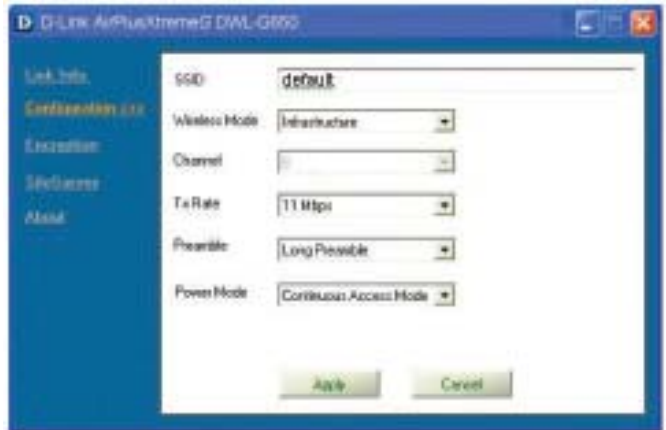 D-Link AirPlusXtremeG DWL-G650
Link Info
Configuration
Encryption
SiteSurvey
About
SSID default
Wireless Mode Infrastructure
Channel
Tx Rate 11 Mbps
Preamble Long Preamble
Power Mode Continuous Access Mode
Apply Cancel